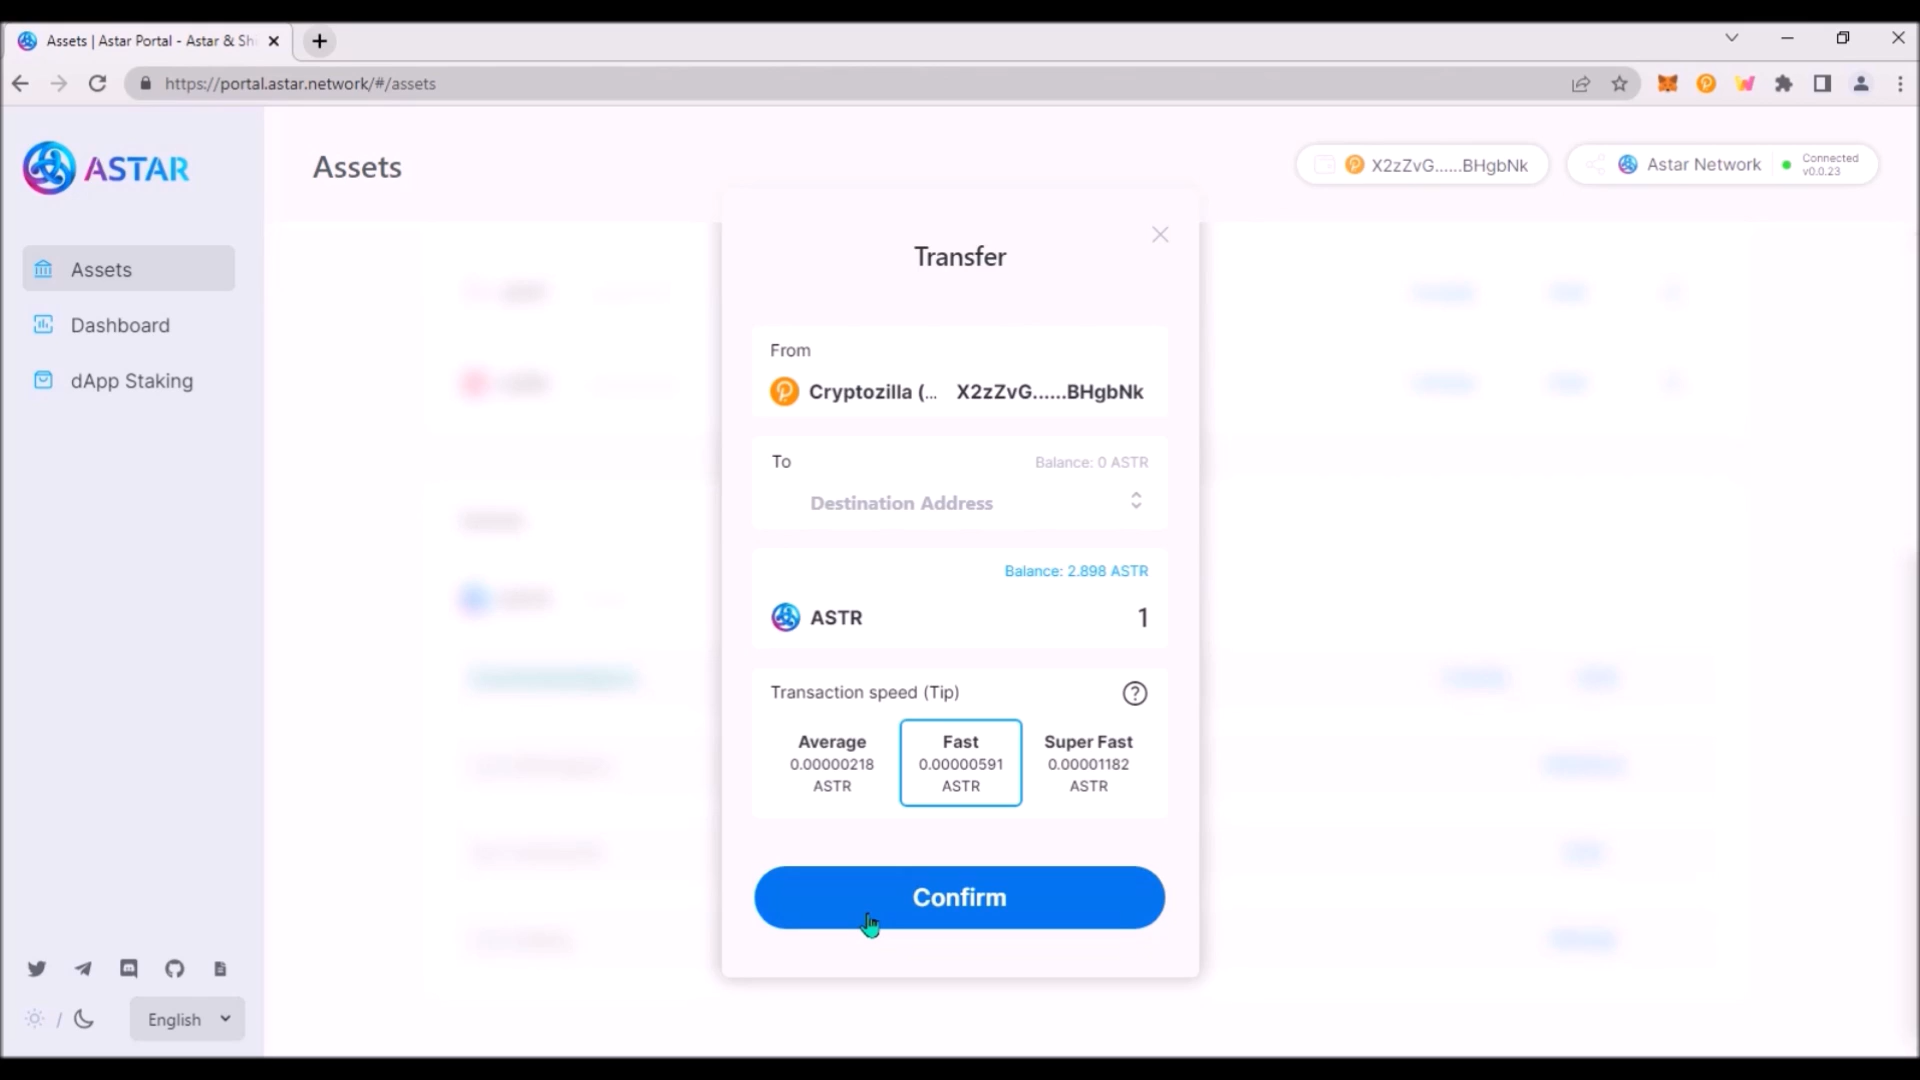 Assets | Astar Portal - Astar & Sh
https://portal.astar.network/#/assets
ASTAR
Assets
X2zZvG......BHgbNk
Astar Network
Connected
v0.0.23
Assets
Dashboard
dApp Staking
Transfer
From
Cryptozilla (... X2zZvG......BHgbNk
To
Balance: 0 ASTR
Destination Address
Balance: 2.898 ASTR
ASTR
1
Transaction speed (Tip)
Average
0.00000218
ASTR
Fast
0.00000591
ASTR
Super Fast
0.00001182
ASTR
Confirm
English